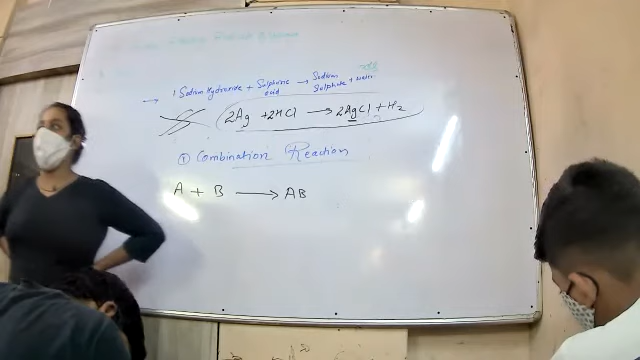 → 1 Sodium Hydroxide + Sulphuric acid → Sodium Sulphate + water
2Ag + 2HCl → 2AgCl + H2
① Combination Reaction
A + B → AB